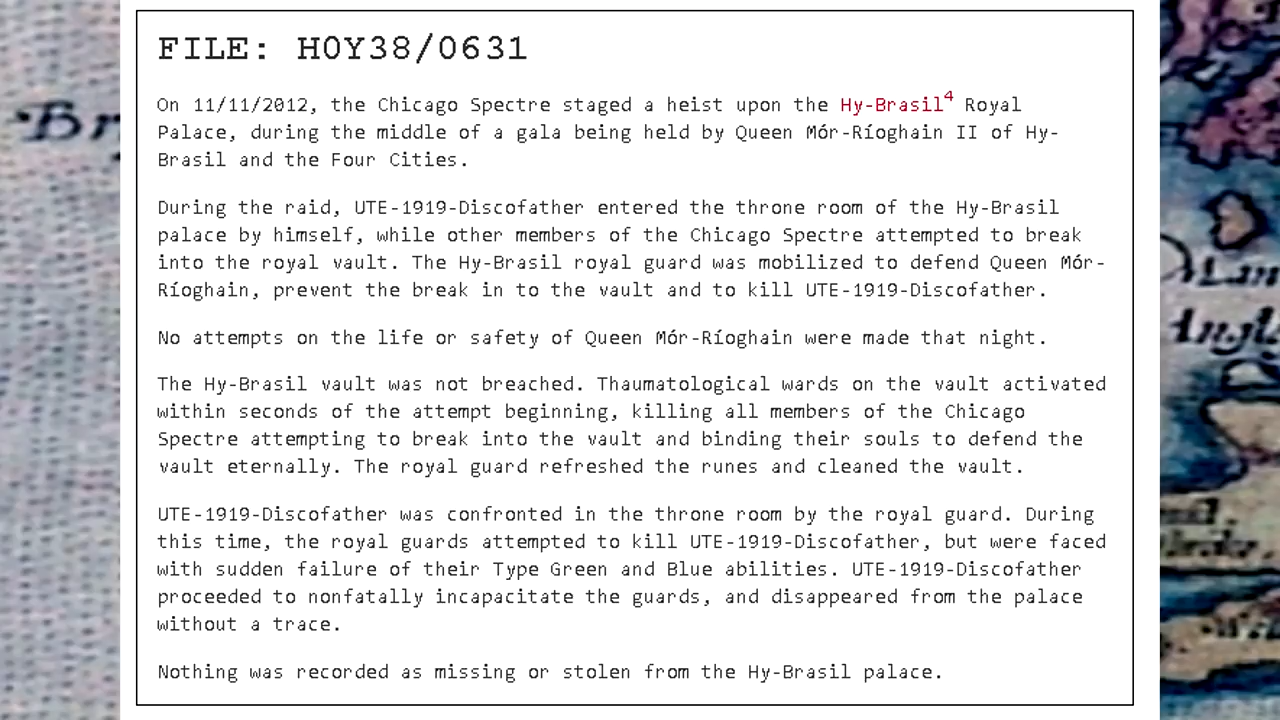 FILE: H0Y38/0631
On 11/11/2012, the Chicago Spectre staged a heist upon the Hy-Brasil⁴ Royal
Palace, during the middle of a gala being held by Queen Mór-Ríoghain II of Hy-
Brasil and the Four Cities.
During the raid, UTE-1919-Discofather entered the throne room of the Hy-Brasil
palace by himself, while other members of the Chicago Spectre attempted to break
into the royal vault. The Hy-Brasil royal guard was mobilized to defend Queen Mór-
Ríoghain, prevent the break in to the vault and to kill UTE-1919-Discofather.
No attempts on the life or safety of Queen Mór-Ríoghain were made that night.
The Hy-Brasil vault was not breached. Thaumatological wards on the vault activated
within seconds of the attempt beginning, killing all members of the Chicago
Spectre attempting to break into the vault and binding their souls to defend the
vault eternally. The royal guard refreshed the runes and cleaned the vault.
UTE-1919-Discofather was confronted in the throne room by the royal guard. During
this time, the royal guards attempted to kill UTE-1919-Discofather, but were faced
with sudden failure of their Type Green and Blue abilities. UTE-1919-Discofather
proceeded to nonfatally incapacitate the guards, and disappeared from the palace
without a trace.
Nothing was recorded as missing or stolen from the Hy-Brasil palace.